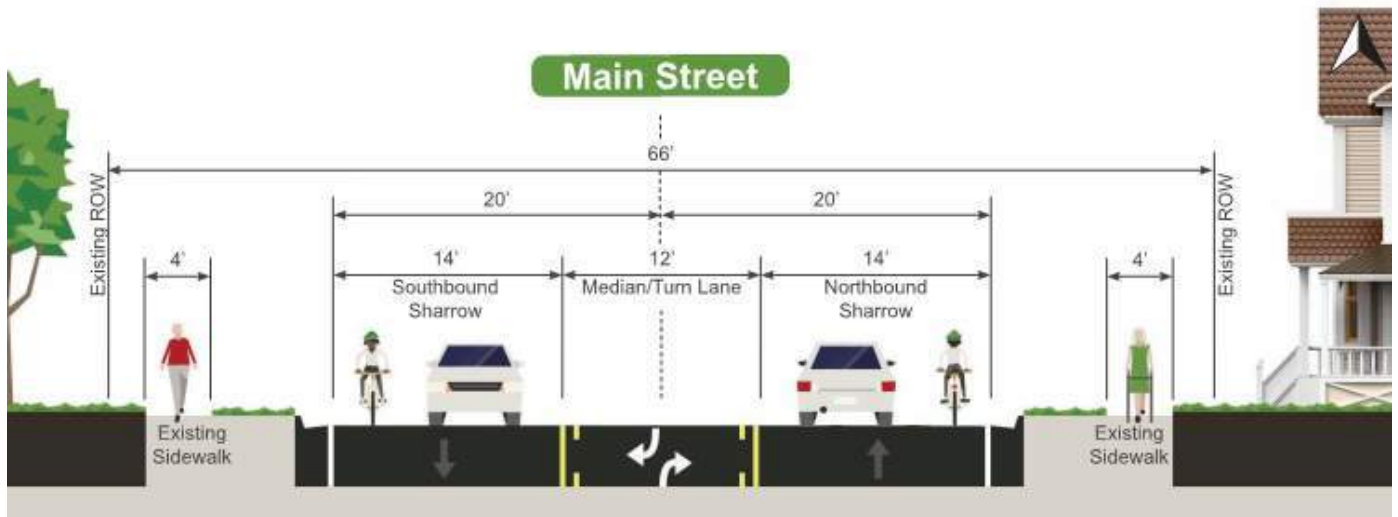 Main Street
66'
Existing ROW
Existing ROW
20'
20'
4'
14'
12'
14'
4'
Southbound
Sharrow
Median/Turn Lane
Northbound
Sharrow
Existing
Sidewalk
Existing
Sidewalk